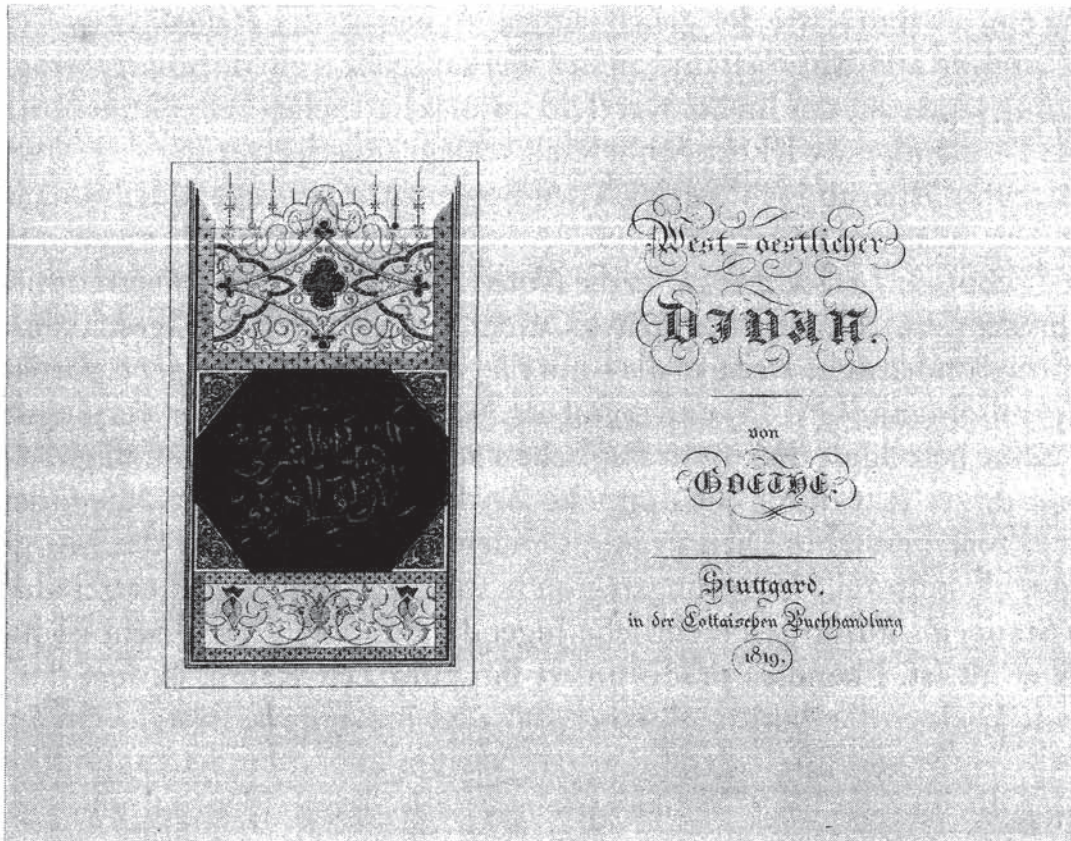 West=oestlicher
DIVAN.
von
GOETHE.
Stuttgard,
in der Cottaischen Buchhandlung
1819.